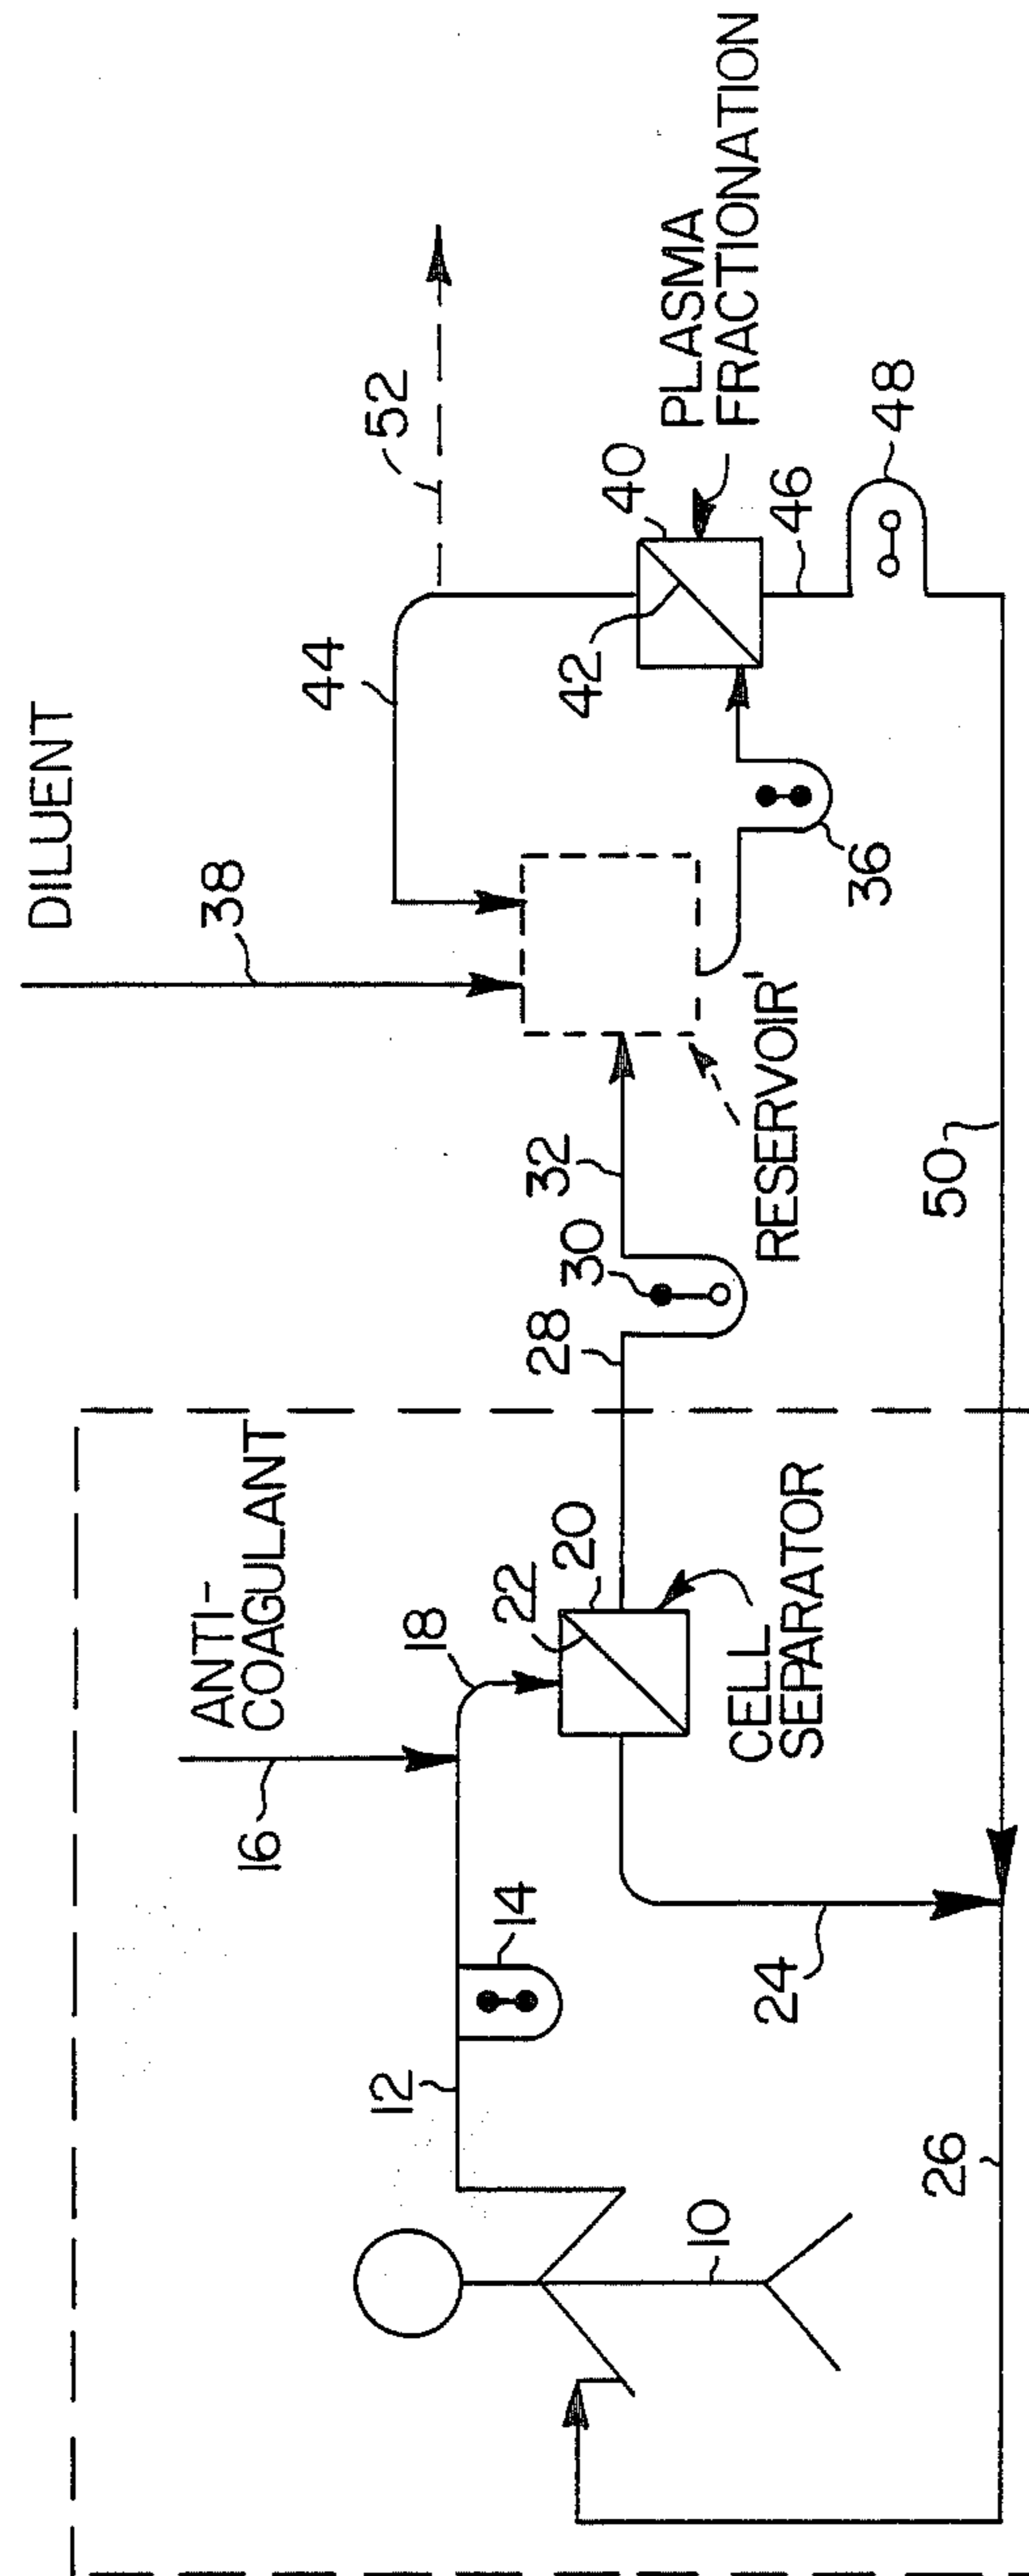 DILUENT
38
44
52
ANTI-
COAGULANT
16
18
12
14
22
20
28
30
32
42
40
PLASMA
FRACTIONATION
36
46
48
RESERVOIR
CELL
SEPARATOR
10
24
26
50